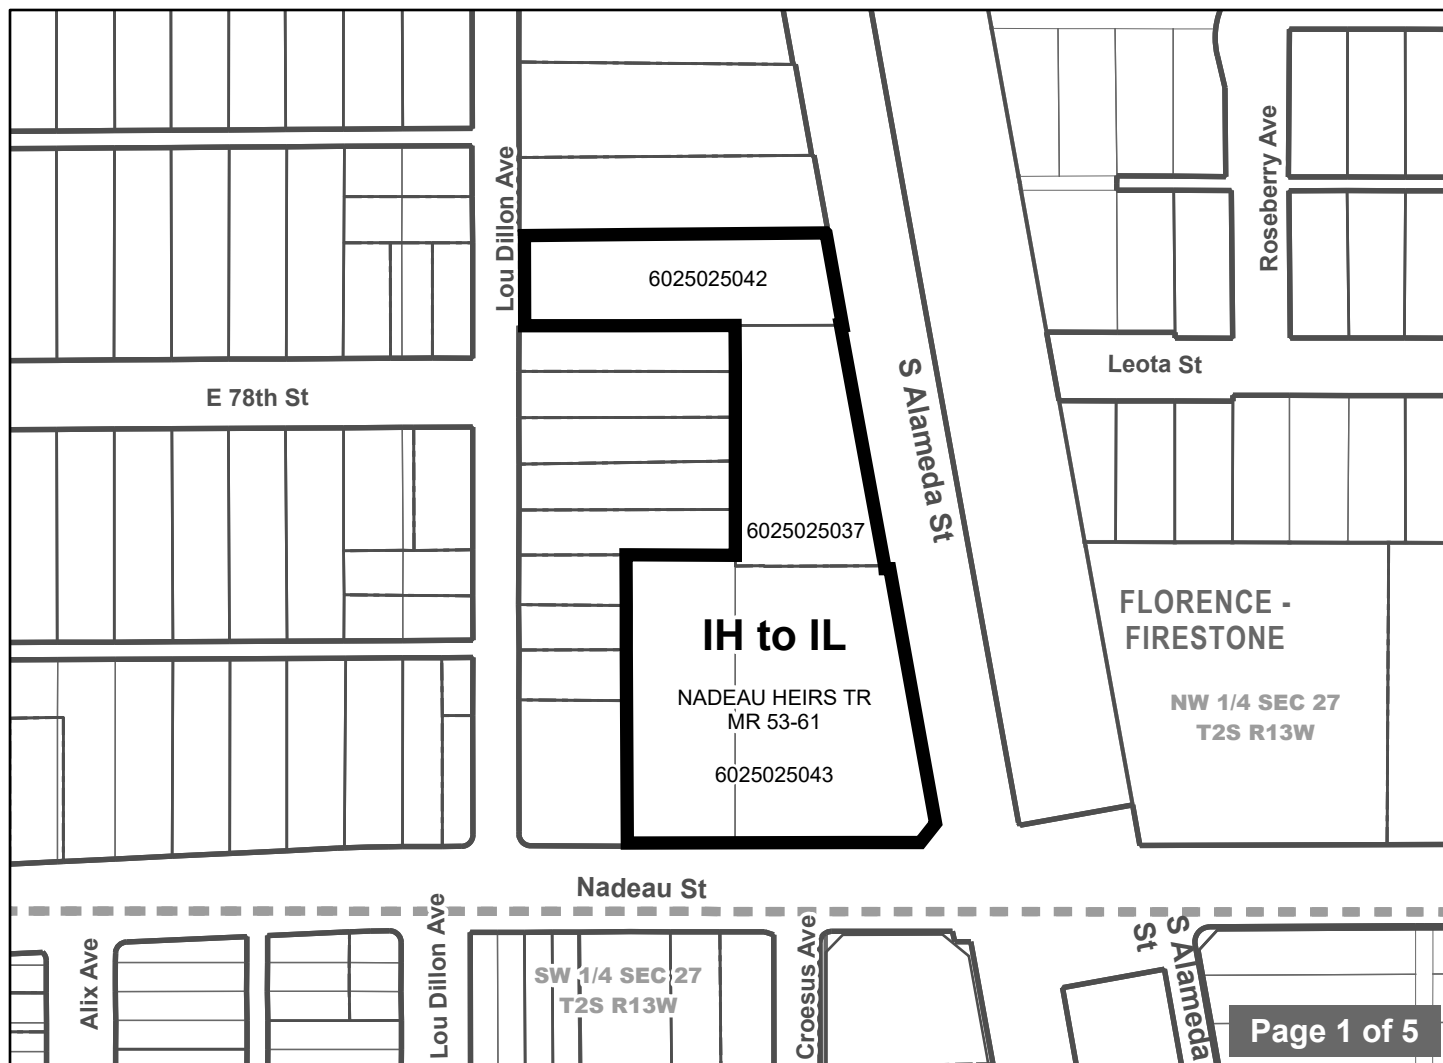 Lou Dillon Ave
Roseberry Ave
6025025042
S Alameda St
Leota St
E 78th St
6025025037
FLORENCE -
FIRESTONE
IH to IL
NADEAU HEIRS TR
MR 53-61
6025025043
NW 1/4 SEC 27
T2S R13W
Nadeau St
Alix Ave
Lou Dillon Ave
SW 1/4 SEC 27
T2S R13W
Croesus Ave
S Alameda
St
Page 1 of 5